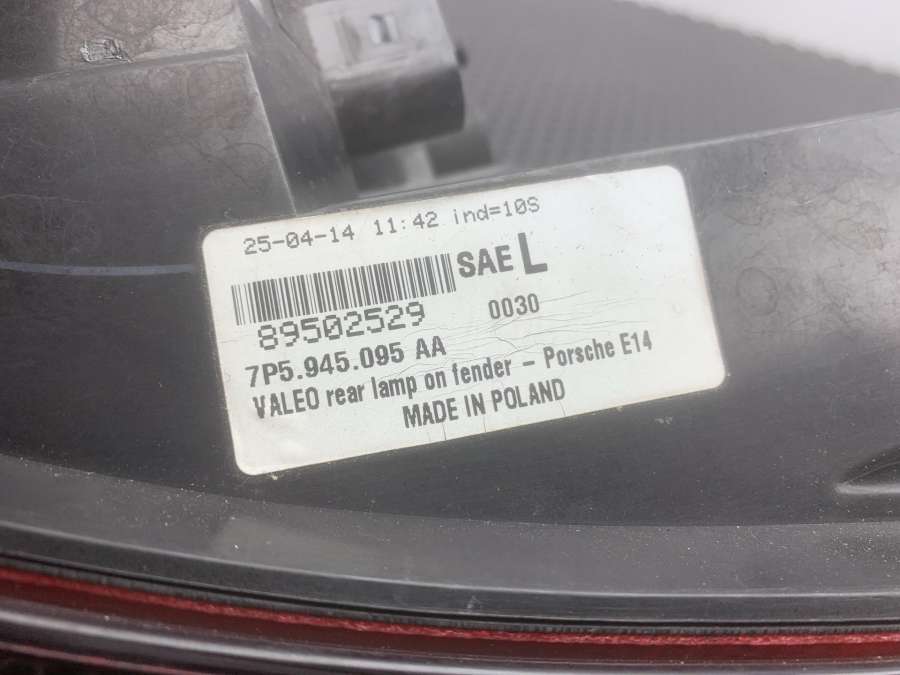 25-04-14 11:42 ind=10S
SAE L
89502529 0030
7P5.945.095 AA
VALEO rear lamp on fender – Porsche E14
MADE IN POLAND